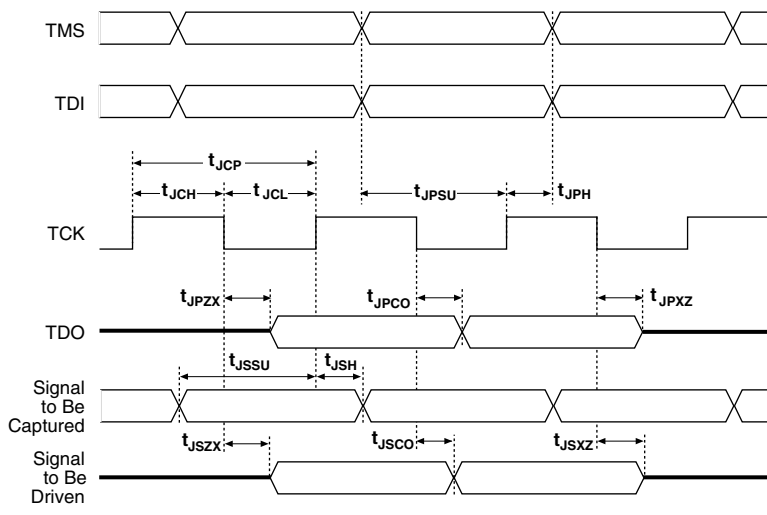 TMS
TDI
tJCP
tJCH
tJCL
tJPSU
tJPH
TCK
tJPZX
tJPCO
tJPXZ
TDO
tJSSU
tJSH
Signal
to Be
Captured
tJSZX
tJSCO
tJSXZ
Signal
to Be
Driven